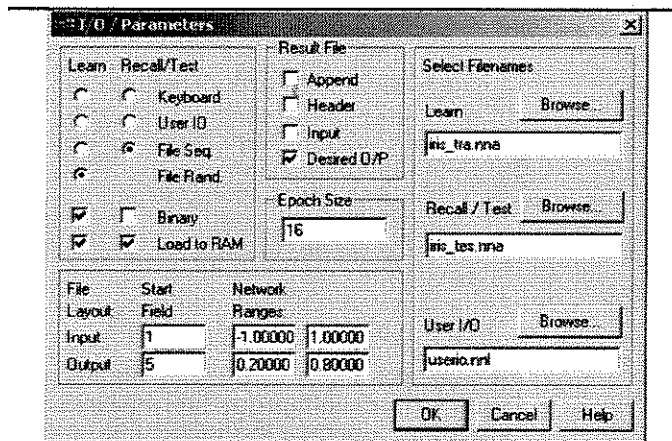 I/O / Parameters
Learn Recall/Test
Keyboard
User IO
File Seq.
File Rand.
Binary
Load to RAM
Result File
Append
Header
Input
Desired O/P
Epoch Size
16
Select Filenames
Learn Browse...
iris_tra.nna
Recall / Test Browse...
iris_tes.nna
User I/O Browse...
userio.nnl
File Start Network
Layout Field Ranges
Input 1 -1.00000 1.00000
Output 5 0.20000 0.80000
OK Cancel Help